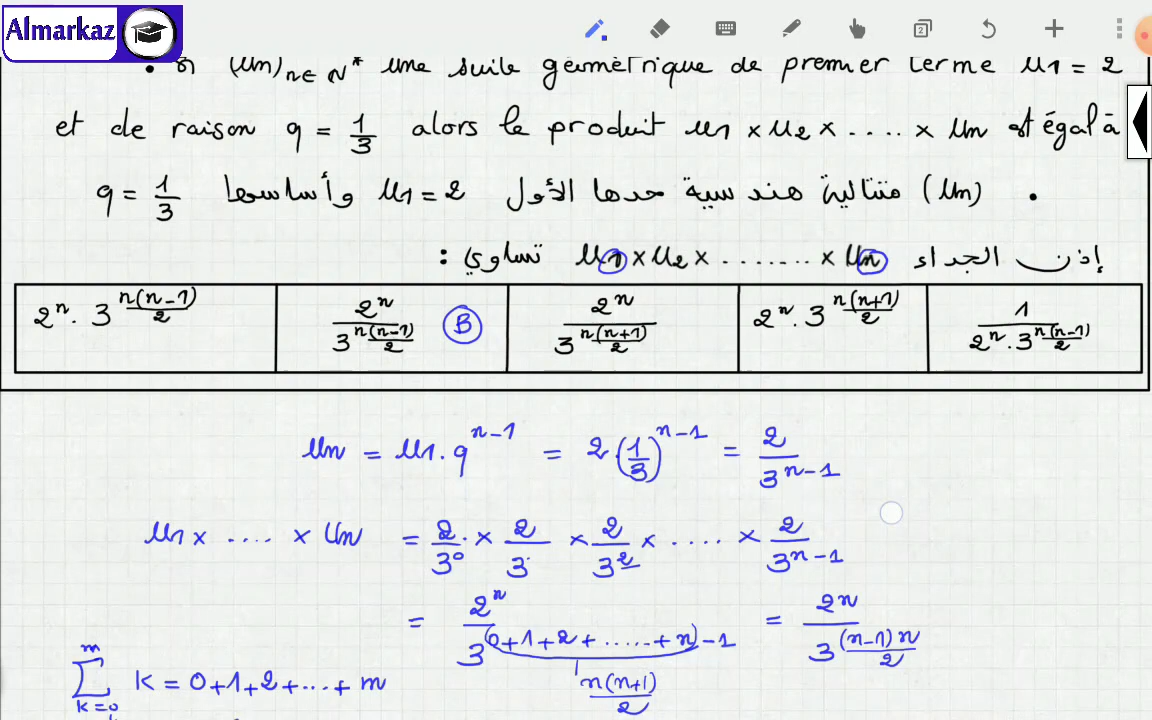 Almarkaz
• Si (Un)n∈N* une suite géométrique de premier terme U1 = 2
et de raison q = 1/3 alors le produit U1 × U2 × .... × Un est égal à
• (Un) متتالية هندسية حدها الأول U1 = 2 وأساسها q = 1/3
إذن الجداء U1 × U2 × ....... × Un تساوي :
2^n . 3^(n(n-1)/2) | 2^n / 3^(n(n-1)/2) (B) | 2^n / 3^(n(n+1)/2) | 2^n . 3^(n(n+1)/2) | 1 / (2^n . 3^(n(n-1)/2))
Un = U1 . q^(n-1) = 2 (1/3)^(n-1) = 2 / 3^(n-1)
U1 × .... × Un = 2/3^0 . × 2/3 × 2/3^2 × .... × 2/3^(n-1)
= 2^n / 3^((0+1+2+.....+n)-1) = 2^n / 3^((n-1)n/2)
n(n+1)/2
∑_{k=0}^{m} k = 0+1+2+...+m